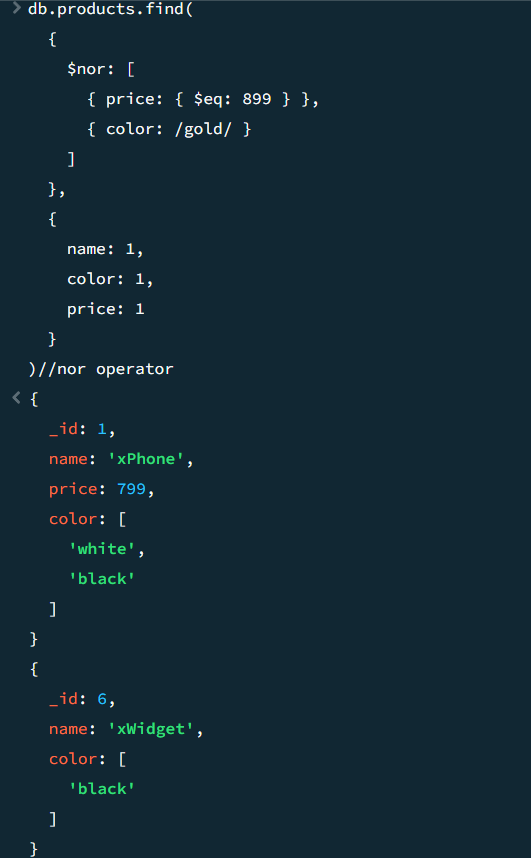 > db.products.find(
{
$nor: [
{ price: { $eq: 899 } },
{ color: /gold/ }
]
},
{
name: 1,
color: 1,
price: 1
}
)//nor operator
< {
_id: 1,
name: 'xPhone',
price: 799,
color: [
'white',
'black'
]
}
{
_id: 6,
name: 'xWidget',
color: [
'black'
]
}